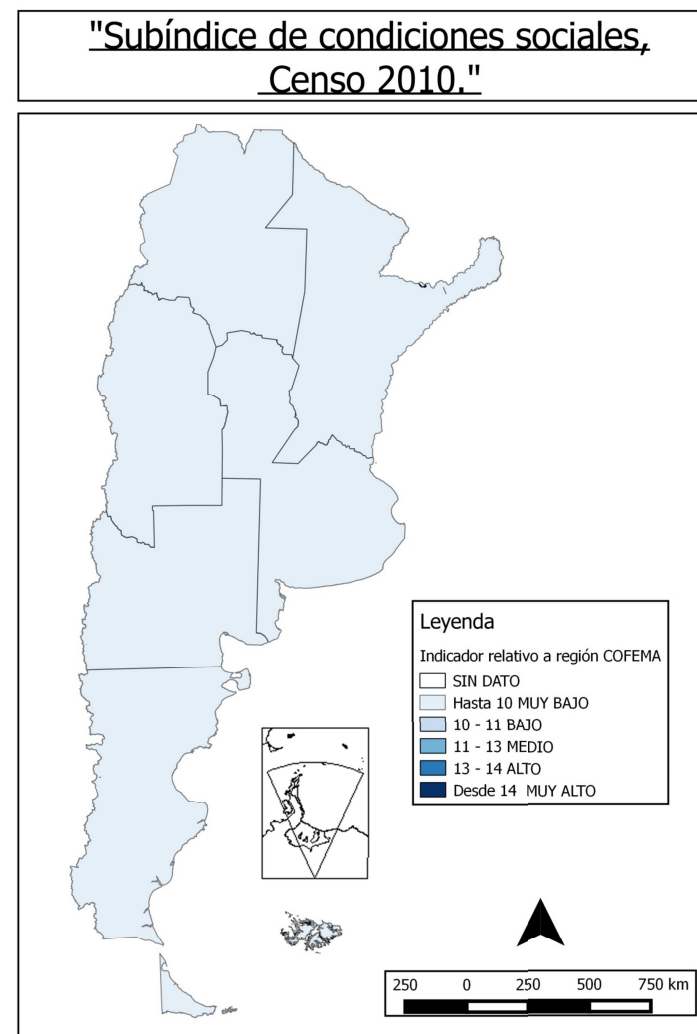 "Subíndice de condiciones sociales,
Censo 2010."
Leyenda
Indicador relativo a región COFEMA
SIN DATO
Hasta 10 MUY BAJO
10 - 11 BAJO
11 - 13 MEDIO
13 - 14 ALTO
Desde 14 MUY ALTO
250 0 250 500 750 km